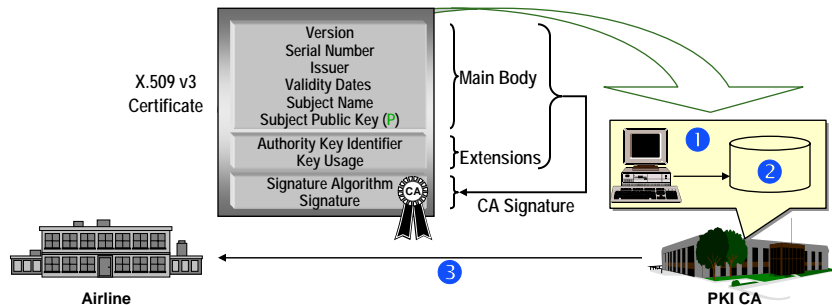 X.509 v3
Certificate
Version
Serial Number
Issuer
Validity Dates
Subject Name
Subject Public Key (P)
Authority Key Identifier
Key Usage
Signature Algorithm
Signature
CA
Main Body
Extensions
CA Signature
1
2
3
Airline
PKI CA